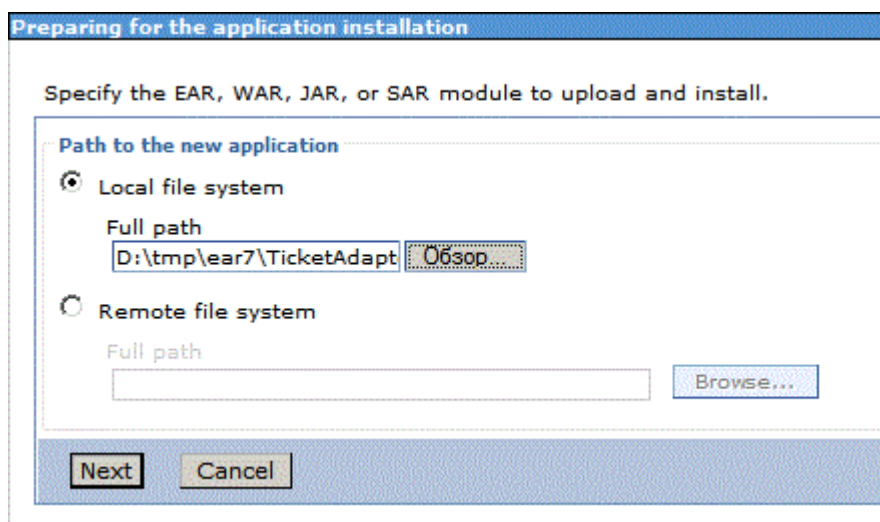 Preparing for the application installation
Specify the EAR, WAR, JAR, or SAR module to upload and install.
Path to the new application
Local file system
Full path
D:\tmp\ear7\TicketAdapt Обзор...
Remote file system
Full path
Browse...
Next Cancel